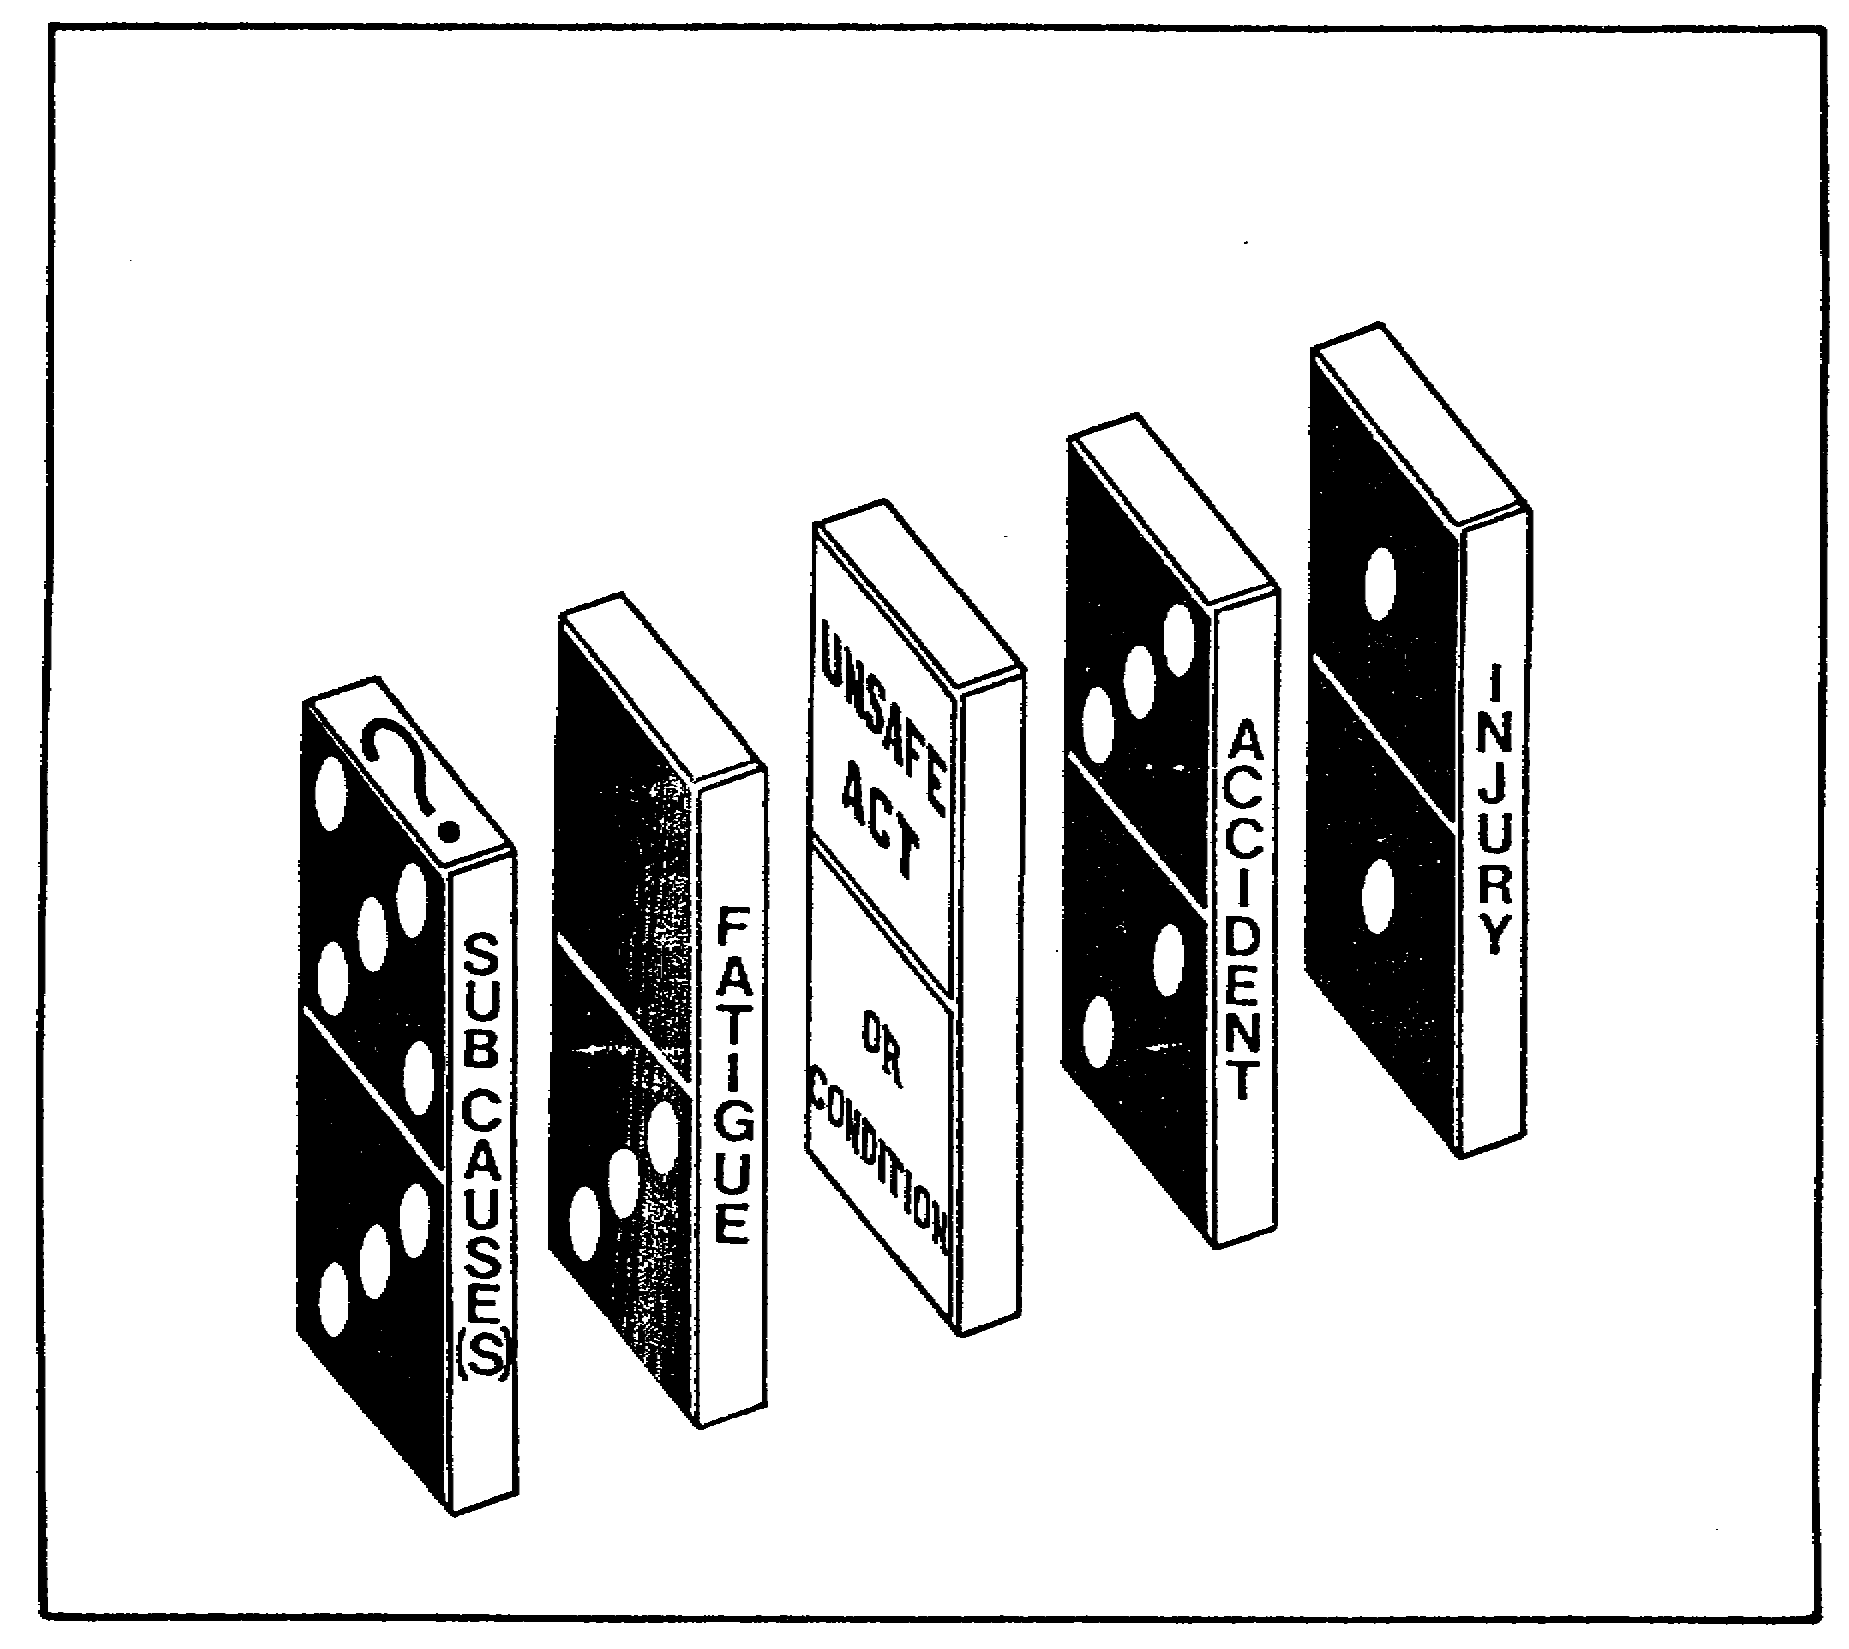 ?
SUB CAUSE(S)
FATIGUE
UNSAFE
ACT
OR
CONDITION
ACCIDENT
INJURY